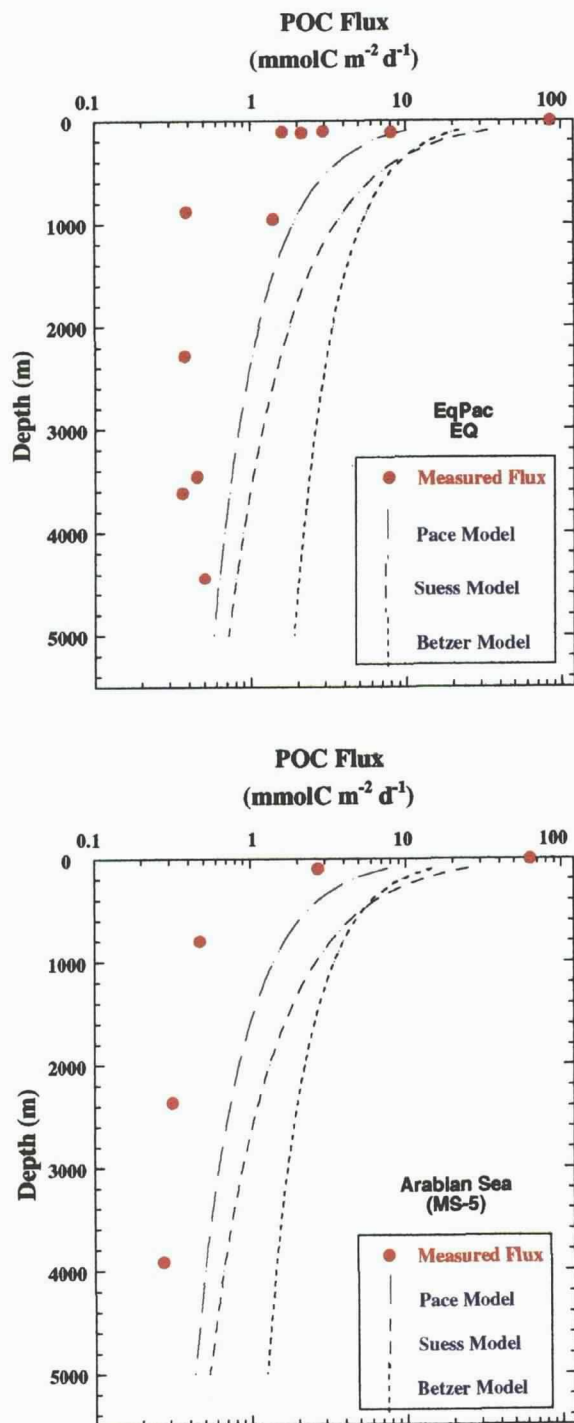 POC Flux
(mmolC m⁻² d⁻¹)
0.1 1 10 100
0
1000
2000
3000
4000
5000
Depth (m)
EqPac
EQ
Measured Flux
Pace Model
Suess Model
Betzer Model
POC Flux
(mmolC m⁻² d⁻¹)
0.1 1 10 100
0
1000
2000
3000
4000
5000
Depth (m)
Arabian Sea
(MS-5)
Measured Flux
Pace Model
Suess Model
Betzer Model